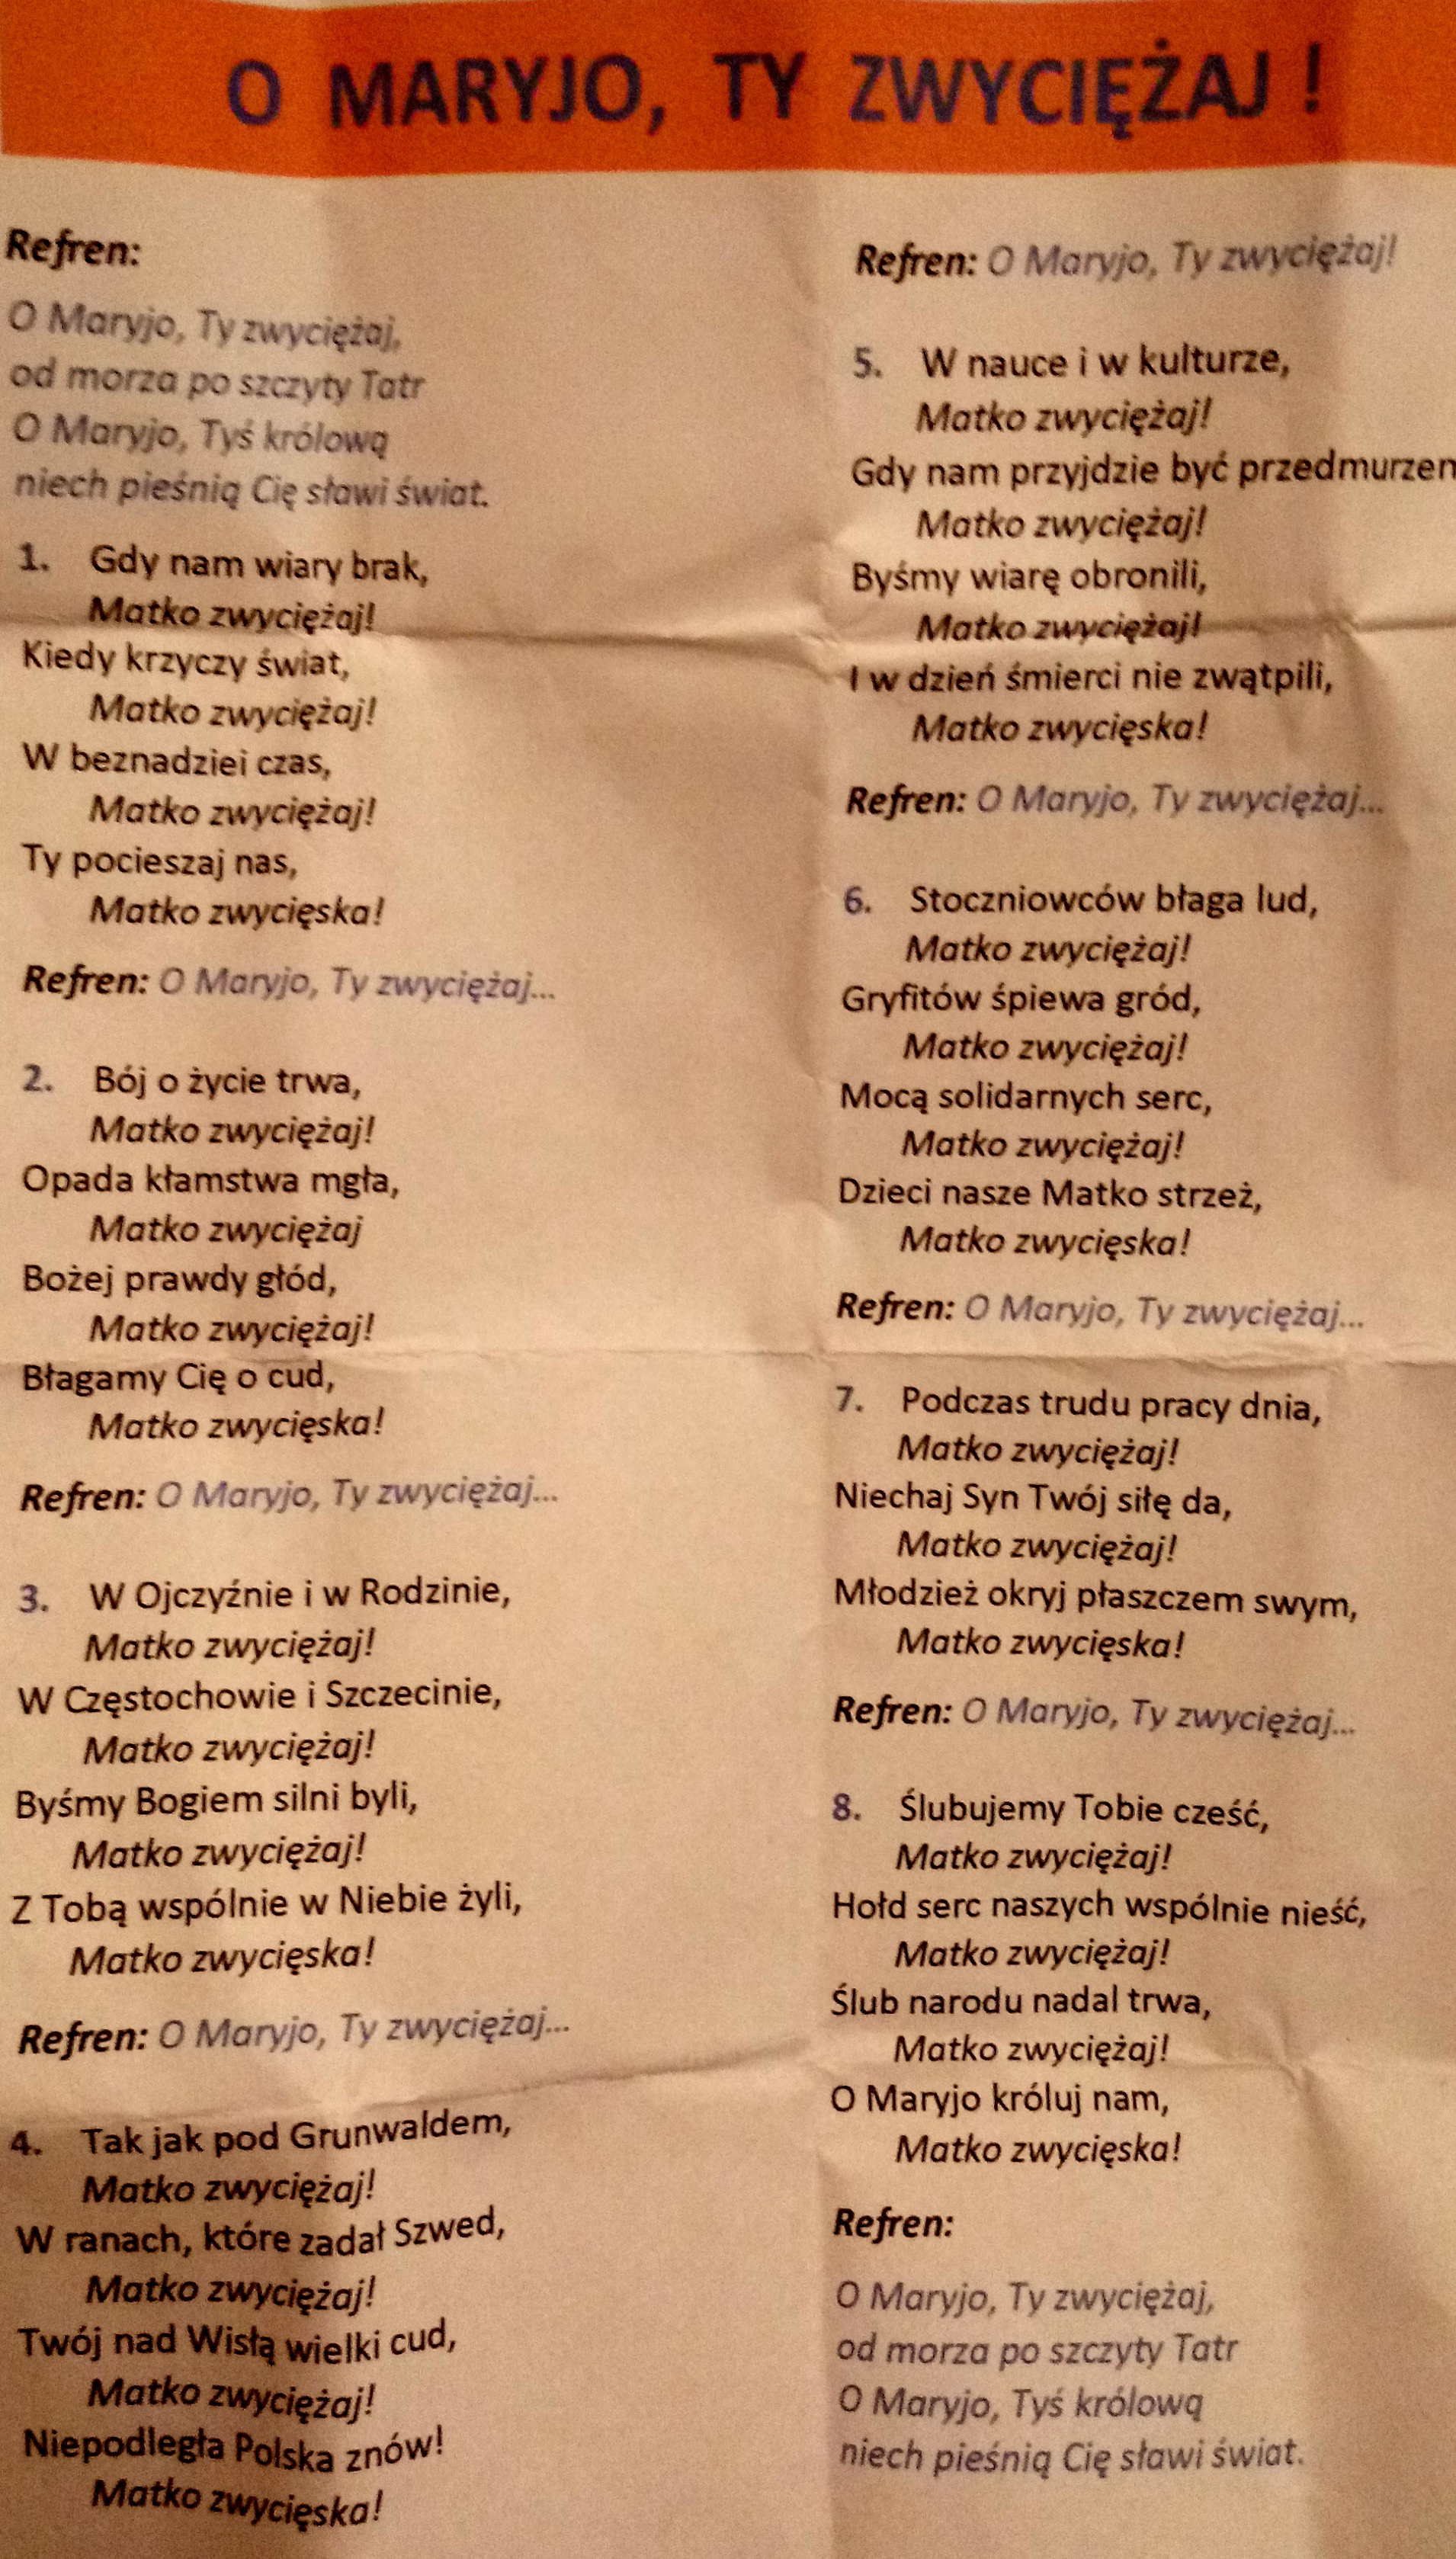 O MARYJO, TY ZWYCIĘŻAJ !
Refren:
O Maryjo, Ty zwyciężaj,
od morza po szczyty Tatr
O Maryjo, Tyś królową
niech pieśnią Cię sławi świat.
1. Gdy nam wiary brak,
Matko zwyciężaj!
Kiedy krzyczy świat,
Matko zwyciężaj!
W beznadziei czas,
Matko zwyciężaj!
Ty pocieszaj nas,
Matko zwycięska!
Refren: O Maryjo, Ty zwyciężaj...
2. Bój o życie trwa,
Matko zwyciężaj!
Opada kłamstwa mgła,
Matko zwyciężaj
Bożej prawdy głód,
Matko zwyciężaj!
Błagamy Cię o cud,
Matko zwycięska!
Refren: O Maryjo, Ty zwyciężaj...
3. W Ojczyźnie i w Rodzinie,
Matko zwyciężaj!
W Częstochowie i Szczecinie,
Matko zwyciężaj!
Byśmy Bogiem silni byli,
Matko zwyciężaj!
Z Tobą wspólnie w Niebie żyli,
Matko zwycięska!
Refren: O Maryjo, Ty zwyciężaj...
4. Tak jak pod Grunwaldem,
Matko zwyciężaj!
W ranach, które zadał Szwed,
Matko zwyciężaj!
Twój nad Wisłą wielki cud,
Matko zwyciężaj!
Niepodległa Polska znów!
Matko zwycięska!
Refren: O Maryjo, Ty zwyciężaj!
5. W nauce i w kulturze,
Matko zwyciężaj!
Gdy nam przyjdzie być
Matko zwyciężaj!
Byśmy wiarę obronili,
Matko zwyciężaj!
I w dzień śmierci nie zwątpili,
Matko zwycięska!
Refren: O Maryjo, Ty zwyciężaj...
6. Stoczniowców błaga lud,
Matko zwyciężaj!
Gryfitów śpiewa gród,
Matko zwyciężaj!
Mocą solidarnych serc,
Matko zwyciężaj!
Dzieci nasze Matko strzeż,
Matko zwycięska!
Refren: O Maryjo, Ty zwyciężaj...
7. Podczas trudu pracy dnia,
Matko zwyciężaj!
Niechaj Syn Twój siłę da,
Matko zwyciężaj!
Młodzież okryj płaszczem swym,
Matko zwycięska!
Refren: O Maryjo, Ty zwyciężaj...
8. Ślubujemy Tobie cześć,
Matko zwyciężaj!
Hołd serc naszych wspólnie nieść,
Matko zwyciężaj!
Ślub narodu nadal trwa,
Matko zwyciężaj!
O Maryjo króluj nam,
Matko zwycięska!
Refren:
O Maryjo, Ty zwyciężaj,
od morza po szczyty Tatr
O Maryjo, Tyś królową
niech pieśnią Cię sławi świat.